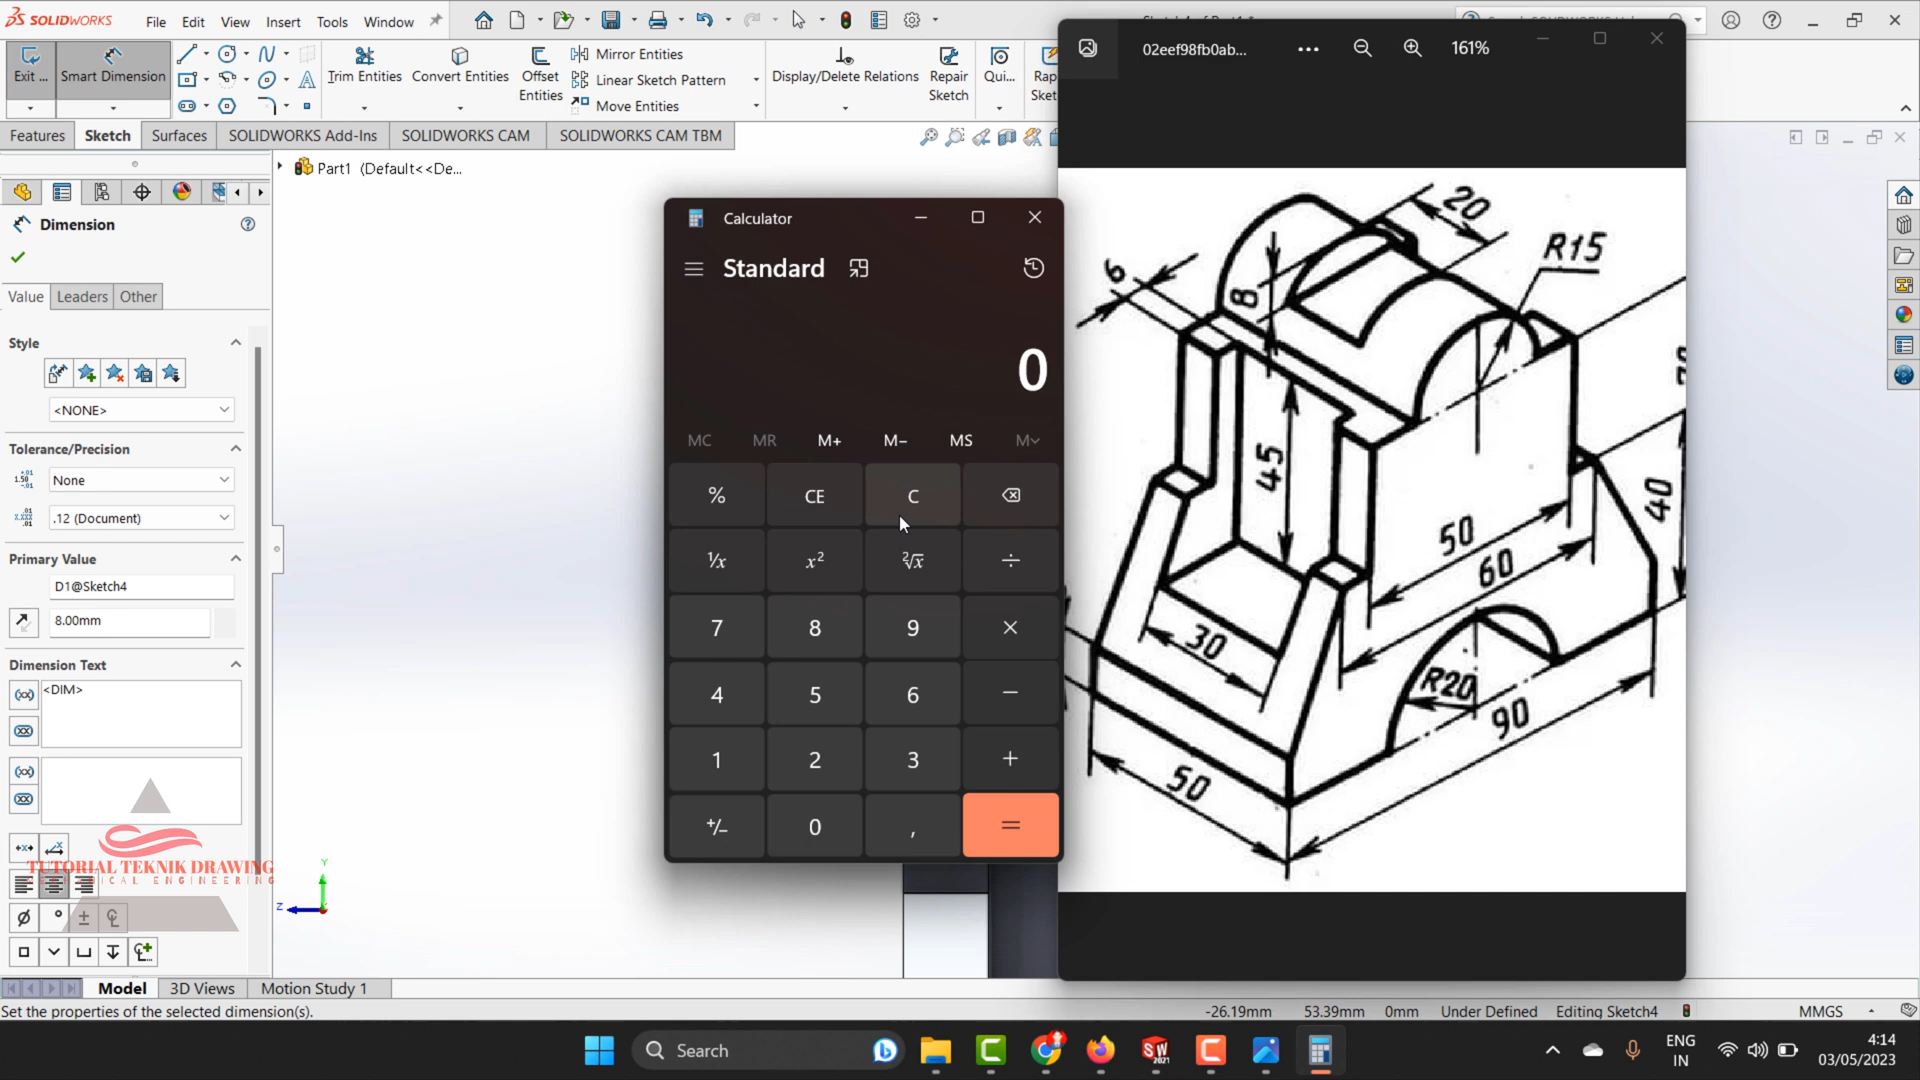 SOLIDWORKS File Edit View Insert Tools Window
Exit ... Smart Dimension Trim Entities Convert Entities Offset Entities Mirror Entities Linear Sketch Pattern Move Entities Display/Delete Relations Repair Sketch Qui...
Features Sketch Surfaces SOLIDWORKS Add-Ins SOLIDWORKS CAM SOLIDWORKS CAM TBM
Part1 (Default<<De...
Dimension
Value Leaders Other
Style
<NONE>
Tolerance/Precision
None
.12 (Document)
Primary Value
D1@Sketch4
8.00mm
Dimension Text
<DIM>
TUTORIAL TEKNIK DRAWING
Calculator
Standard
0
MC MR M+ M− MS M
% CE C
⅟x x² ²√x ÷
7 8 9 ×
4 5 6 −
1 2 3 +
+/− 0 , =
02eef98fb0ab... 161%
20
R15
6
8
45
40
50
60
30
R20
90
50
Z
Y
Model 3D Views Motion Study 1
Set the properties of the selected dimension(s). -26.19mm 53.39mm 0mm Under Defined Editing Sketch4 MMGS
Search
ENG
IN
4:14
03/05/2023